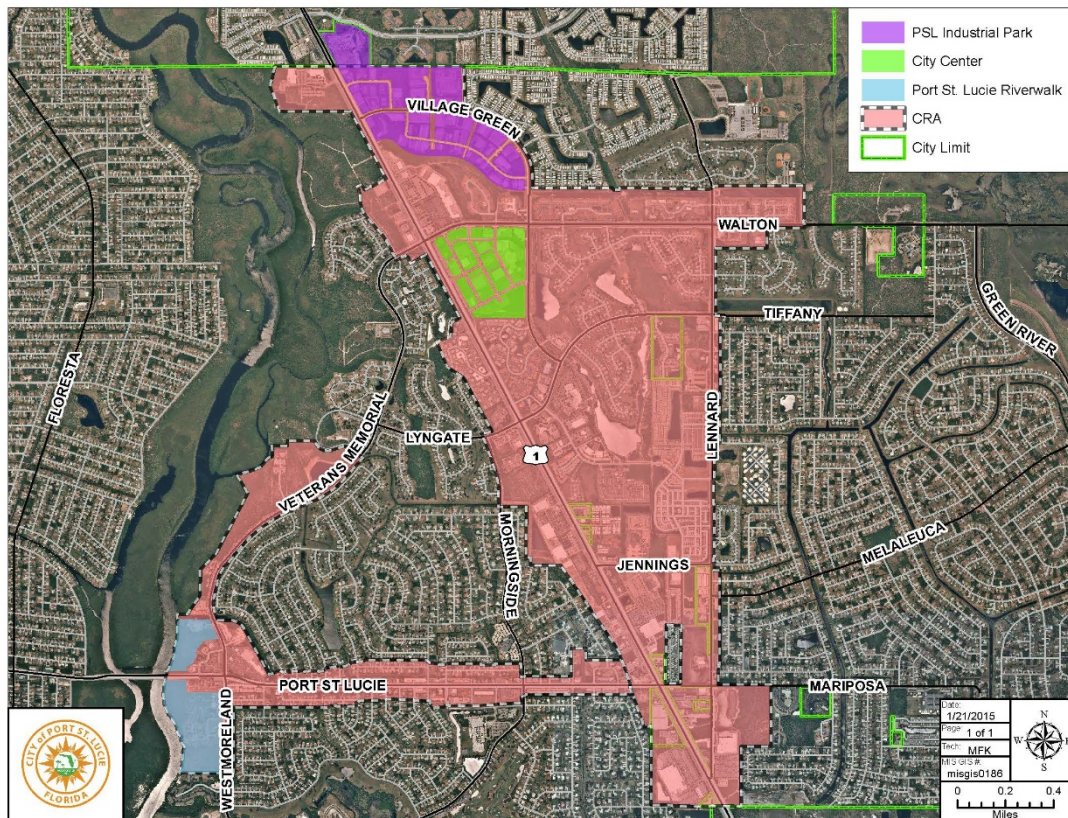 PSL Industrial Park
City Center
Port St. Lucie Riverwalk
CRA
City Limit
VILLAGE GREEN
WALTON
TIFFANY
GREEN RIVER
FLORESTA
VETERANS MEMORIAL
LYNGATE
LENNARD
1
MORNINGSIDE
JENNINGS
MELALEUCA
PORT ST LUCIE
MARIPOSA
WESTMORELAND
CITY of PORT ST. LUCIE
FLORIDA
Date:
1/21/2015
Page:
1 of 1
Tech:
MFK
MIS GIS #:
misgis0186
N
W
E
S
0 0.2 0.4
Miles